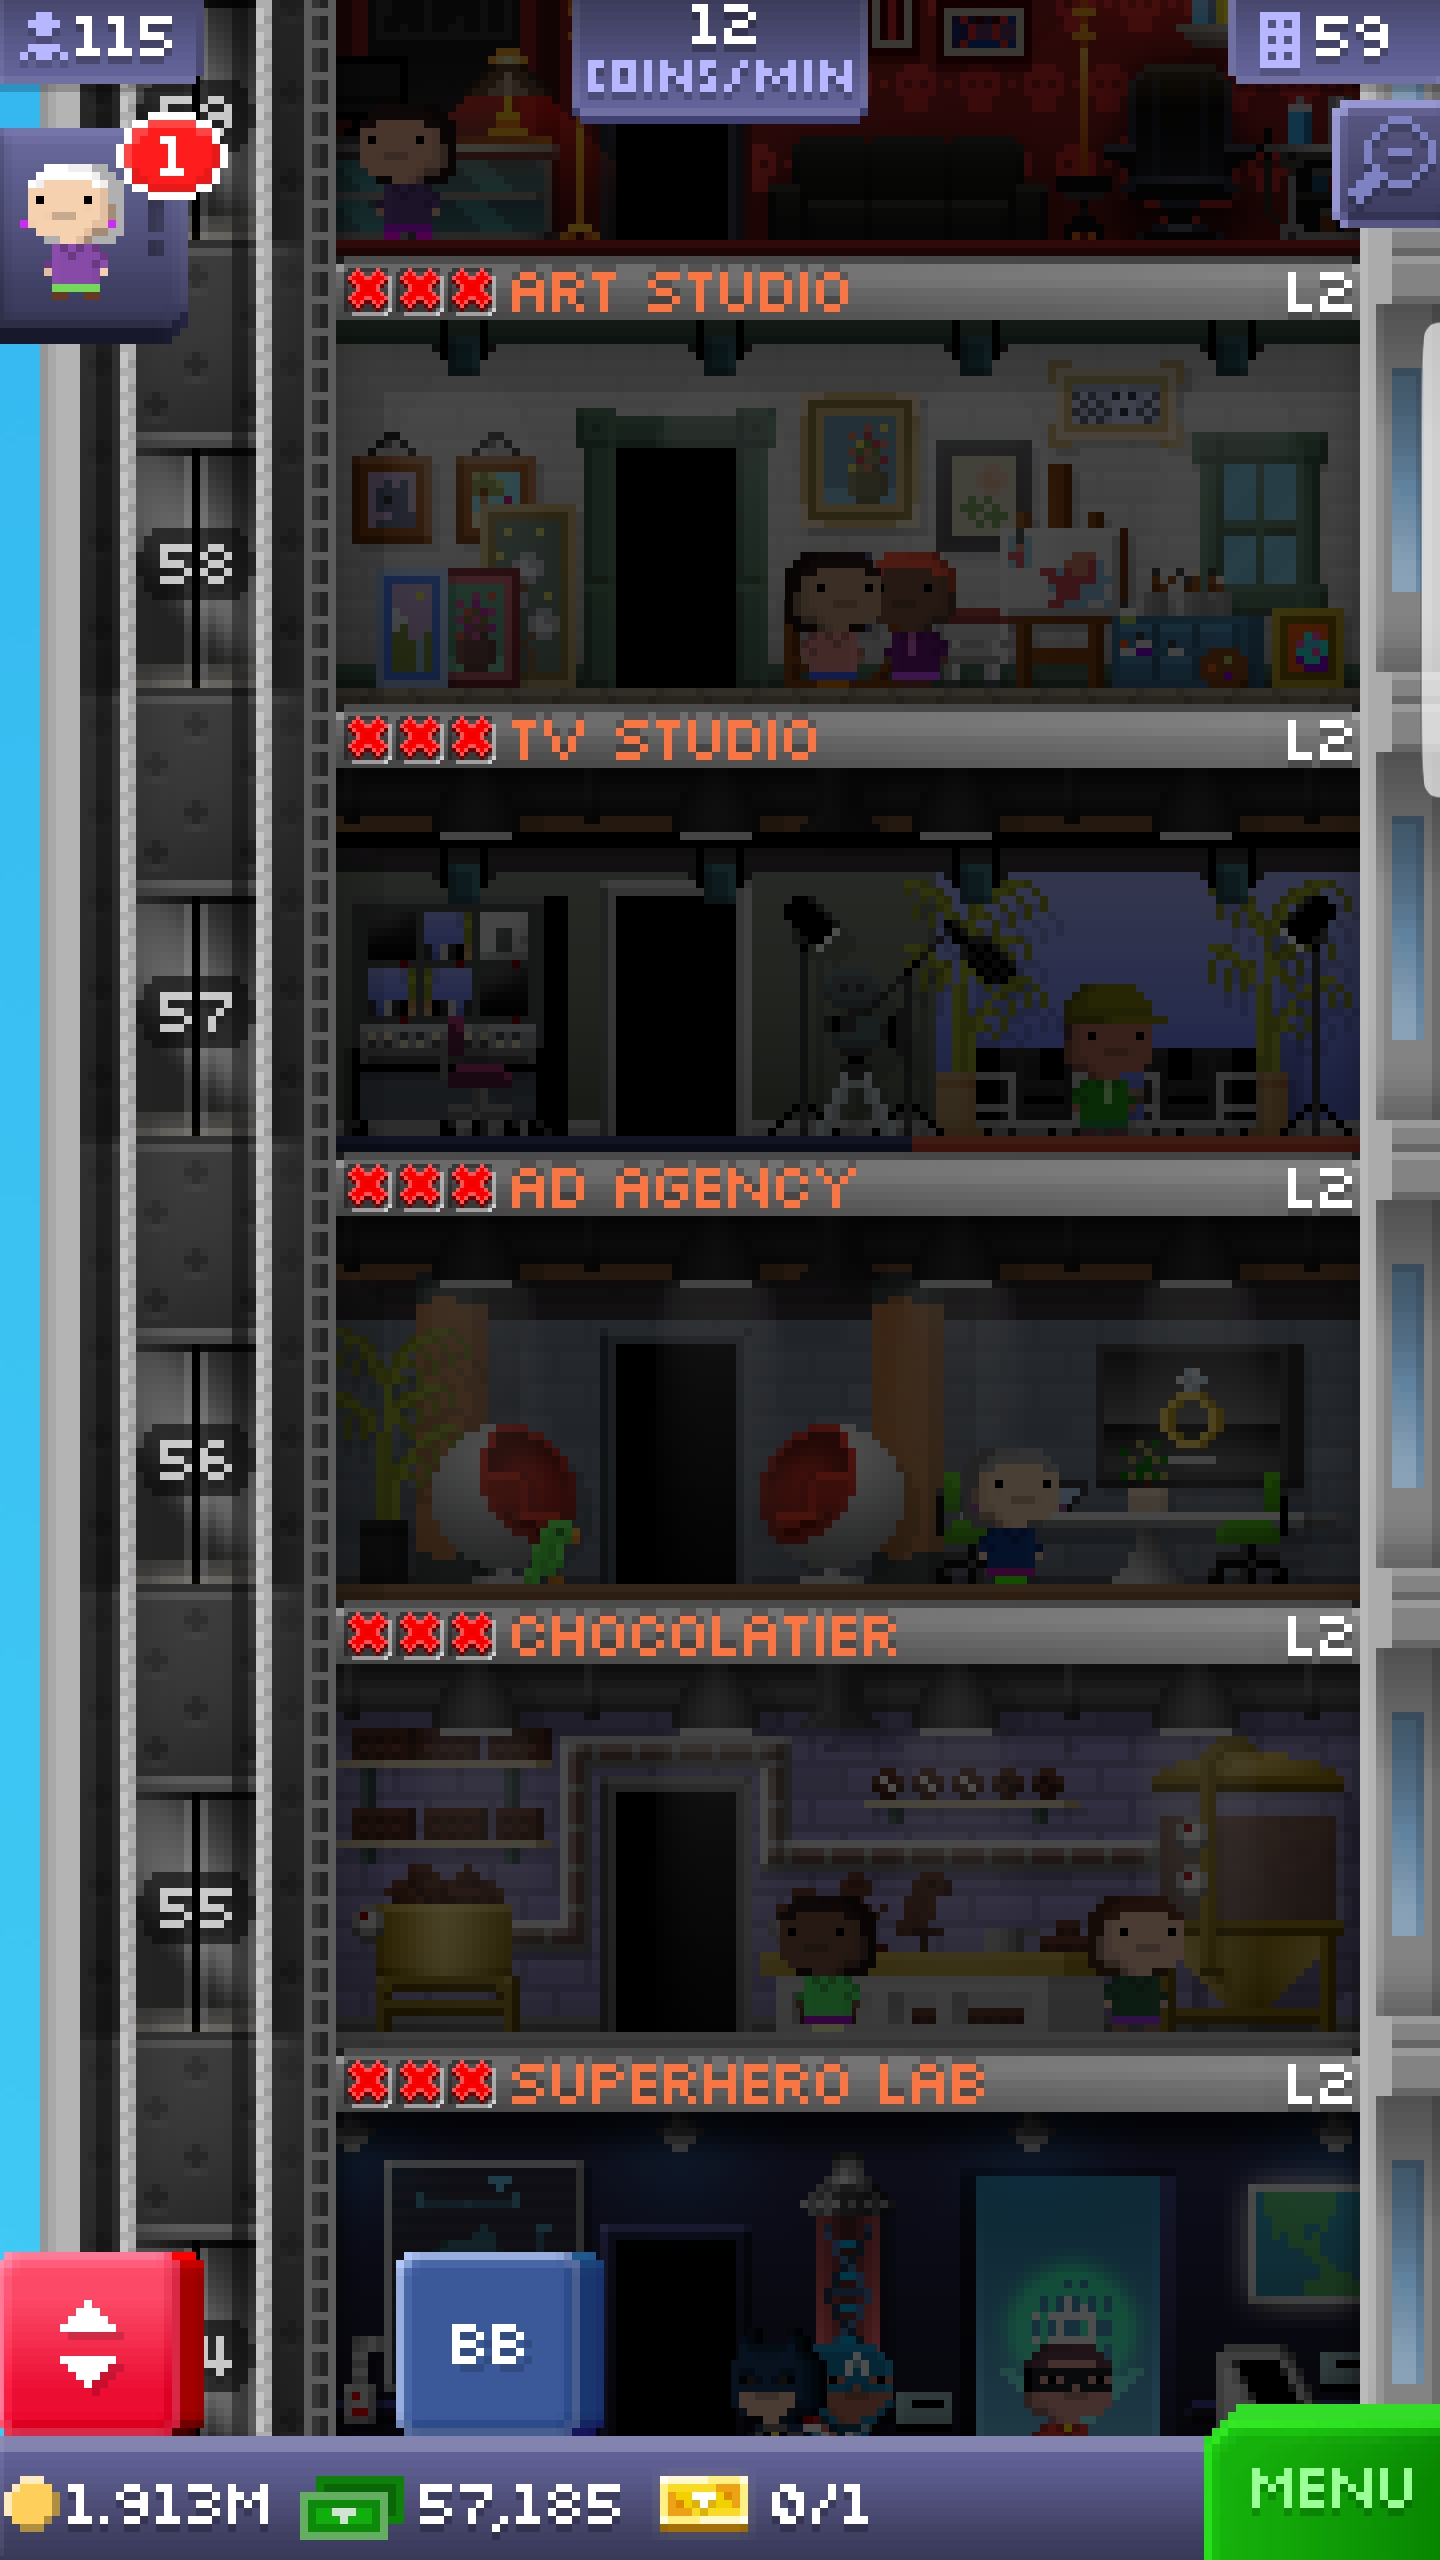 115
12
COINS/MIN
59
1
ART STUDIO L2
58
TV STUDIO L2
57
AD AGENCY L2
56
CHOCOLATIER L2
55
SUPERHERO LAB L2
BB
MENU
1.913M 57,185 0/1